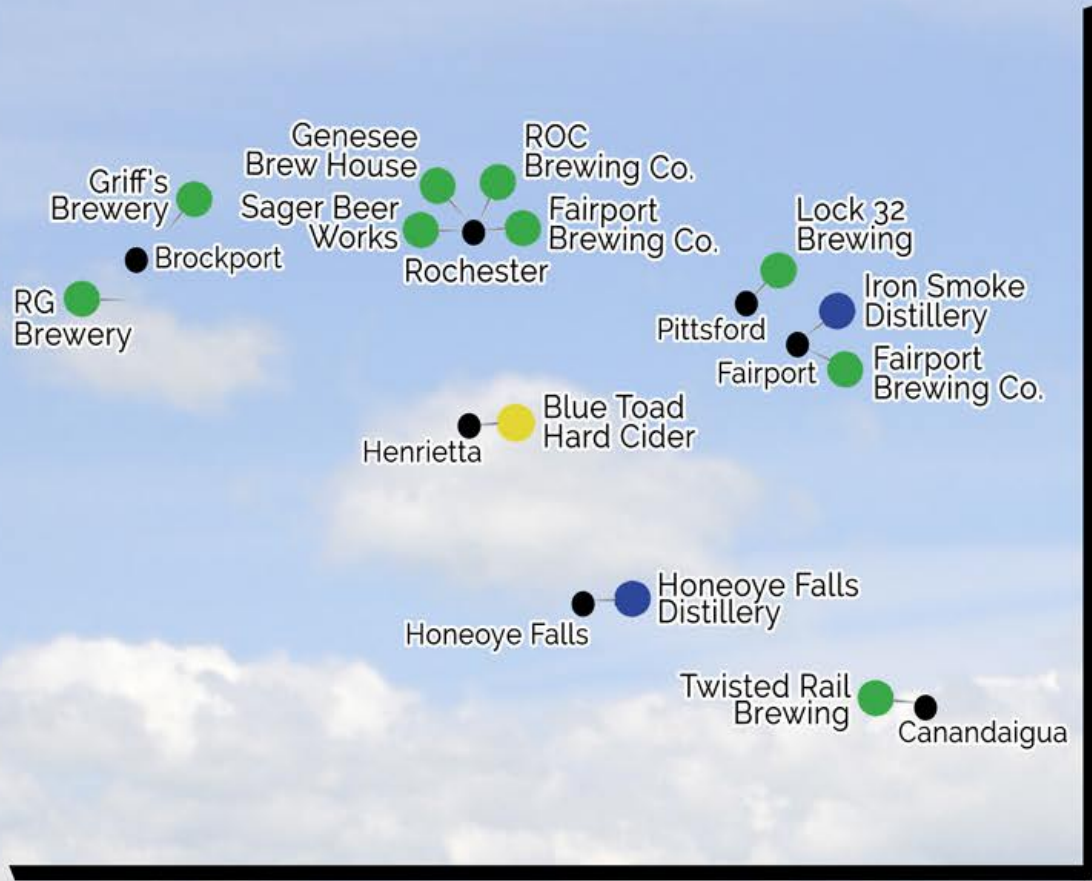 Genesee
Brew House
ROC
Brewing Co.
Griff's
Brewery
Sager Beer
Works
Fairport
Brewing Co.
Lock 32
Brewing
Brockport
Rochester
RG
Brewery
Iron Smoke
Distillery
Pittsford
Fairport
Fairport
Brewing Co.
Blue Toad
Hard Cider
Henrietta
Honeoye Falls
Distillery
Honeoye Falls
Twisted Rail
Brewing
Canandaigua